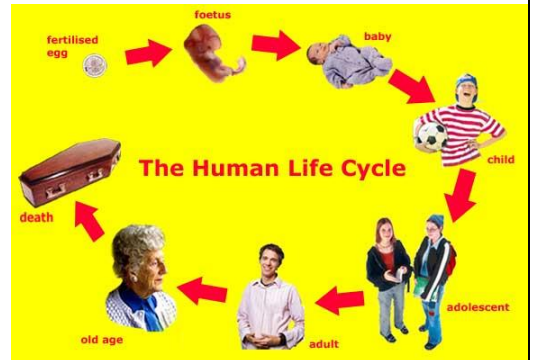 foetus
fertilised
egg
baby
child
The Human Life Cycle
death
adolescent
adult
old age